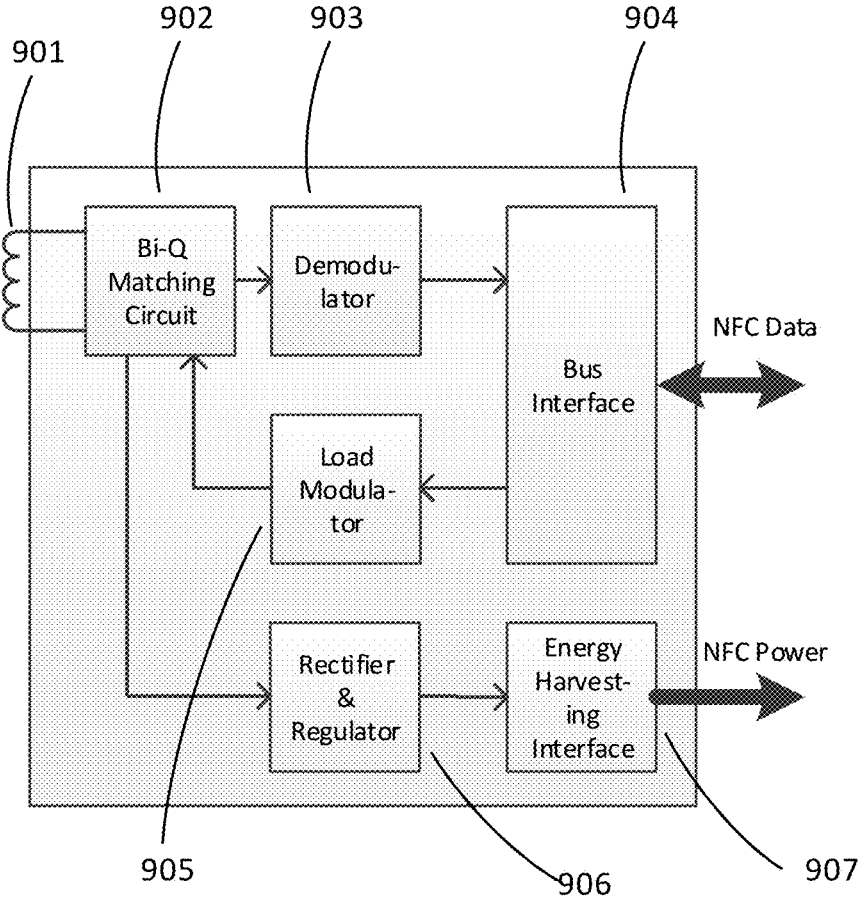 901
902
903
904
Bi-Q
Matching
Circuit
Demodu-
lator
Bus
Interface
NFC Data
Load
Modula-
tor
Rectifier
&
Regulator
Energy
Harvest-
ing
Interface
NFC Power
905
906
907